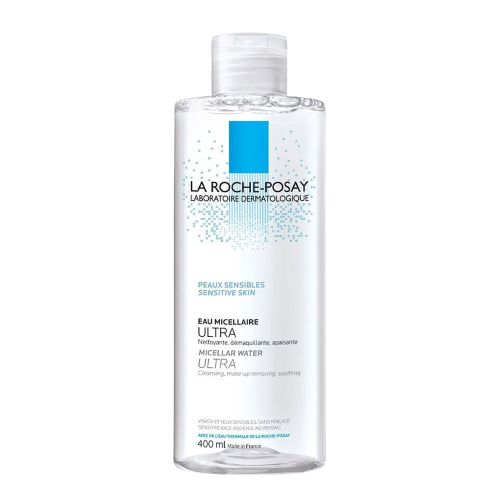 LA ROCHE-POSAY
LABORATOIRE DERMATOLOGIQUE
PEAUX SENSIBLES
SENSITIVE SKIN
EAU MICELLAIRE
ULTRA
Nettoyante, démaquillante, apaisante
MICELLAR WATER
ULTRA
Cleansing, make-up removing, soothing
VISAGE ET YEUX SENSIBLES, SANS RINÇAGE
SENSITIVE FACE AND EYES, NO RINSING
AVEC DE L'EAU THERMALE DE LA ROCHE-POSAY
400 ml Made in France